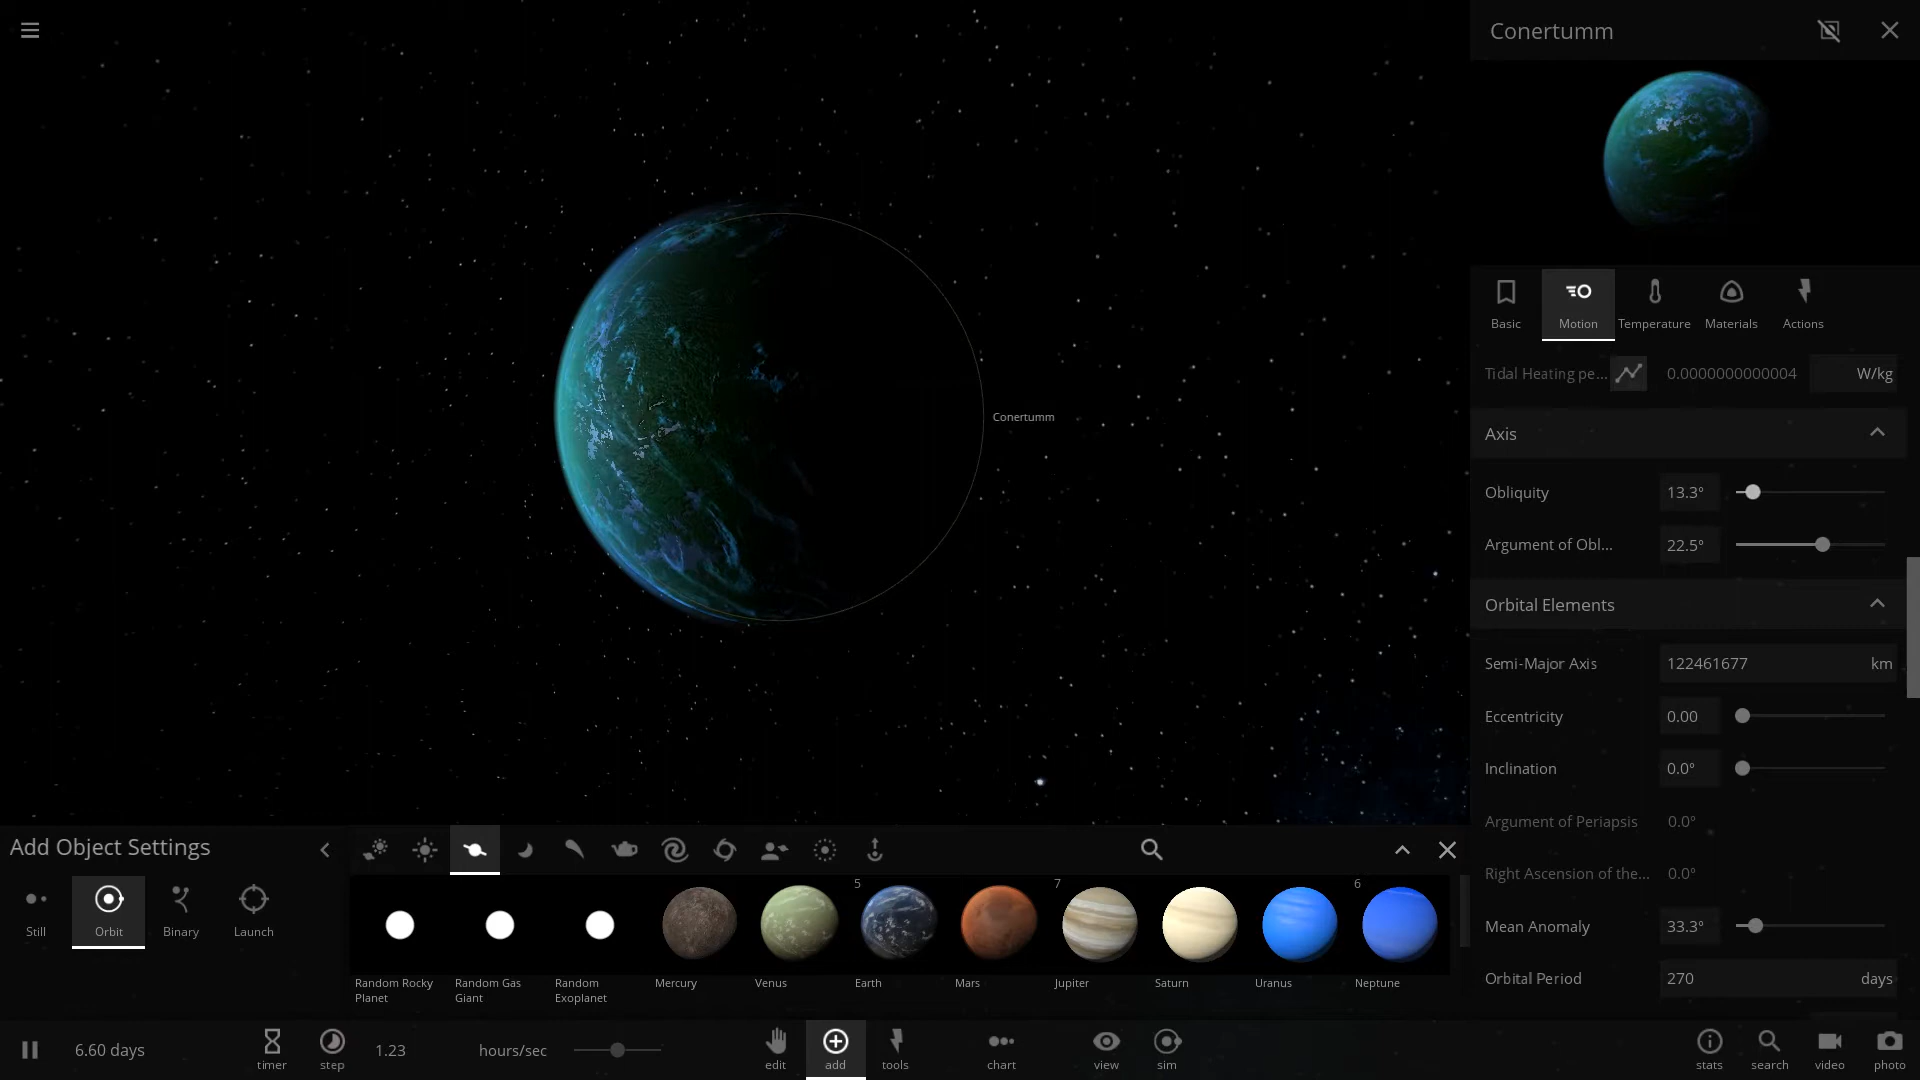 Conertumm
Basic
Motion
Temperature
Materials
Actions
Tidal Heating pe...
0.0000000000004
W/kg
Axis
Obliquity
13.3°
Argument of Obl...
22.5°
Conertumm
Orbital Elements
Semi-Major Axis
122461677
km
Eccentricity
0.00
Inclination
0.0°
Argument of Periapsis
0.0°
Right Ascension of the...
0.0°
Mean Anomaly
33.3°
Orbital Period
270
days
Add Object Settings
Still
Orbit
Binary
Launch
5
7
6
Random Rocky
Planet
Random Gas
Giant
Random
Exoplanet
Mercury
Venus
Earth
Mars
Jupiter
Saturn
Uranus
Neptune
6.60 days
timer
step
1.23
hours/sec
edit
add
tools
chart
view
sim
stats
search
video
photo